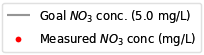 Goal NO₃ conc. (5.0 mg/L)
Measured NO₃ conc (mg/L)